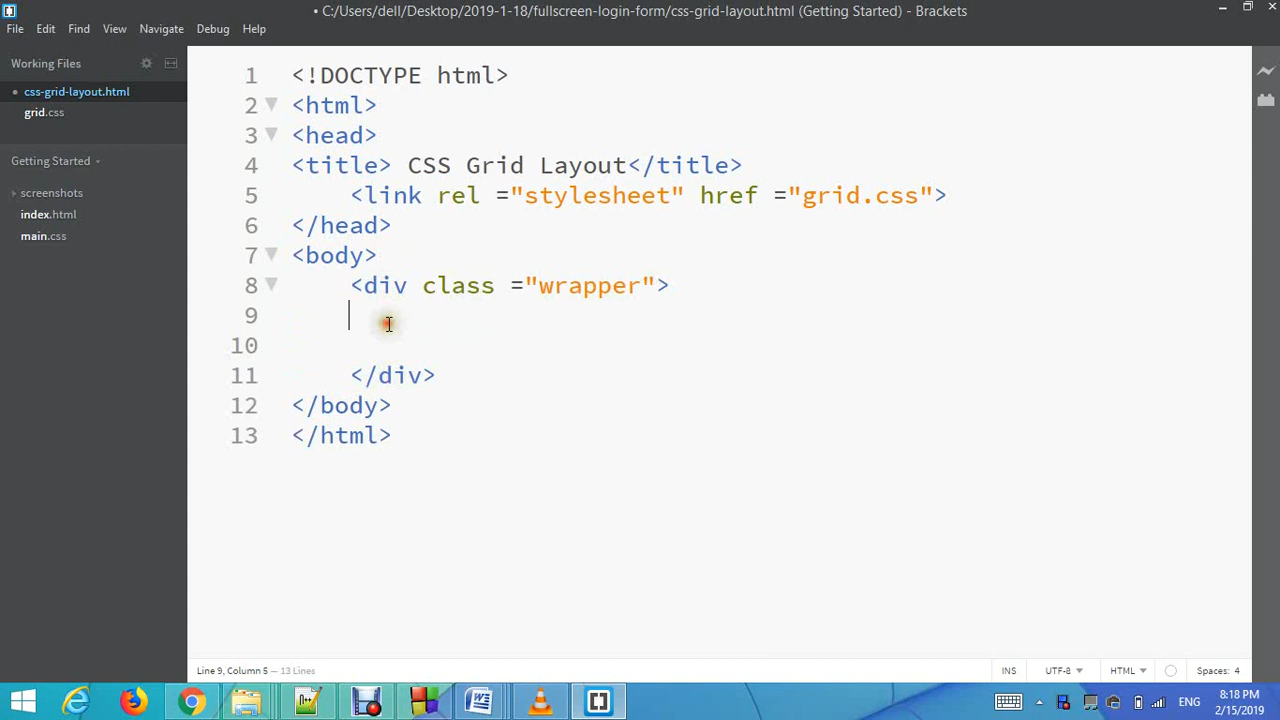 • C:/Users/dell/Desktop/2019-1-18/fullscreen-login-form/css-grid-layout.html (Getting Started) - Brackets
File Edit Find View Navigate Debug Help
Working Files
css-grid-layout.html
grid.css
Getting Started
screenshots
index.html
main.css
1 <!DOCTYPE html>
2 <html>
3 <head>
4 <title> CSS Grid Layout</title>
5 <link rel ="stylesheet" href ="grid.css">
6 </head>
7 <body>
8 <div class ="wrapper">
9
10
11 </div>
12 </body>
13 </html>
Line 9, Column 5 — 13 Lines
INS UTF-8 HTML Spaces: 4
ENG
8:18 PM
2/15/2019